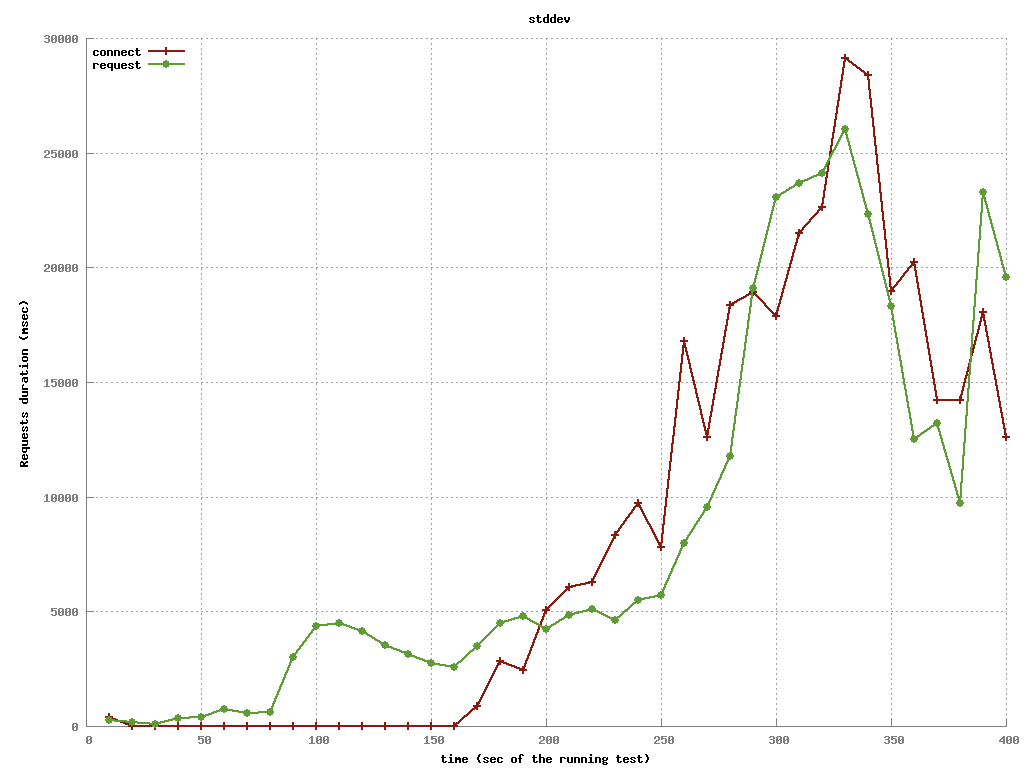 stddev
connect
request
30000
25000
20000
15000
10000
5000
0
Requests duration (msec)
0 50 100 150 200 250 300 350 400
time (sec of the running test)